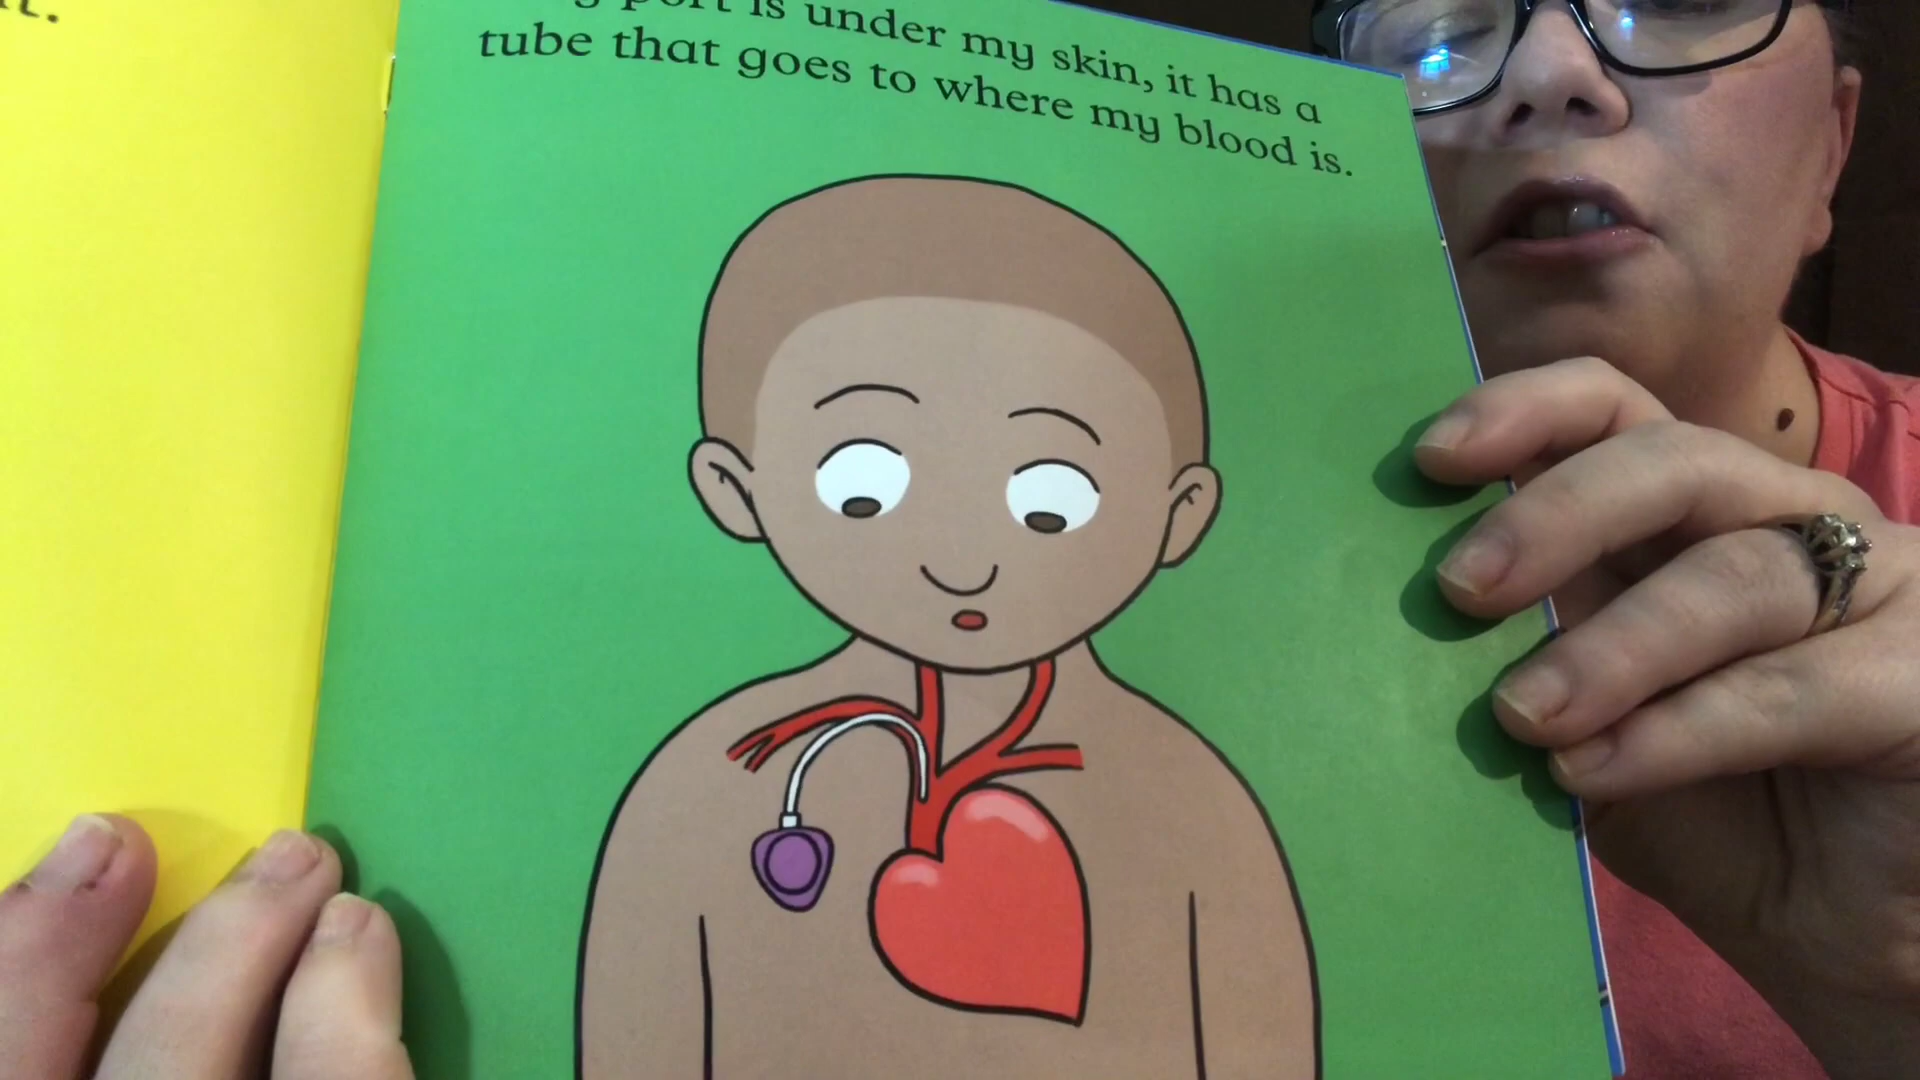 t.
port is under my skin, it has a
tube that goes to where my blood is.